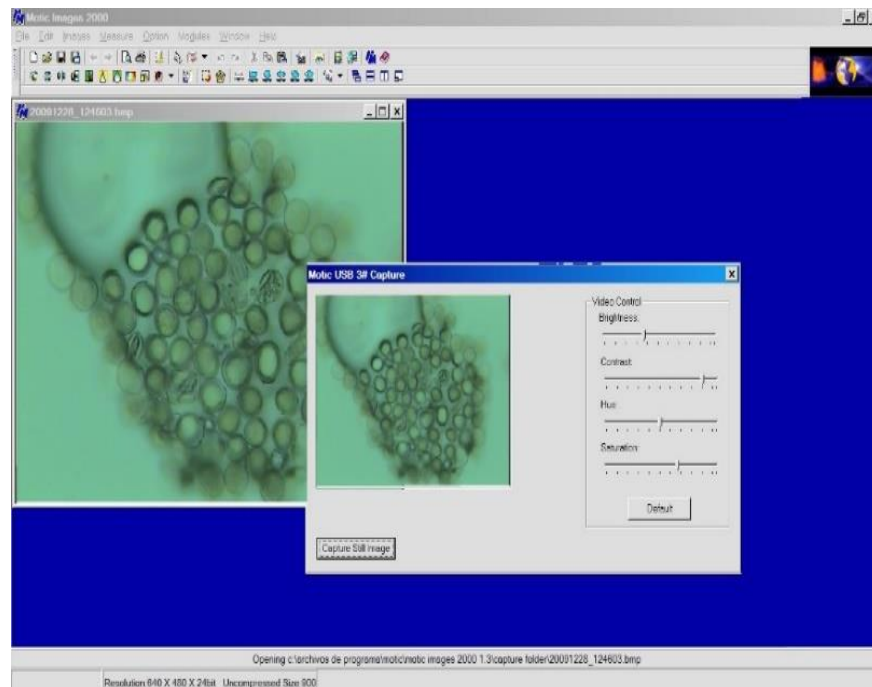 Motic Images 2000
File Edit Images Measure Option Modules Window Help
20091228_124603.bmp
Motic USB 3# Capture
Video Control
Brightness:
Contrast:
Hue:
Saturation:
Default
Capture Still Image
Opening c:\archivos de programa\motic\motic images 2000 1.3\capture folder\20091228_124603.bmp
Resolution 640 X 480 X 24bit Uncompressed Size 900